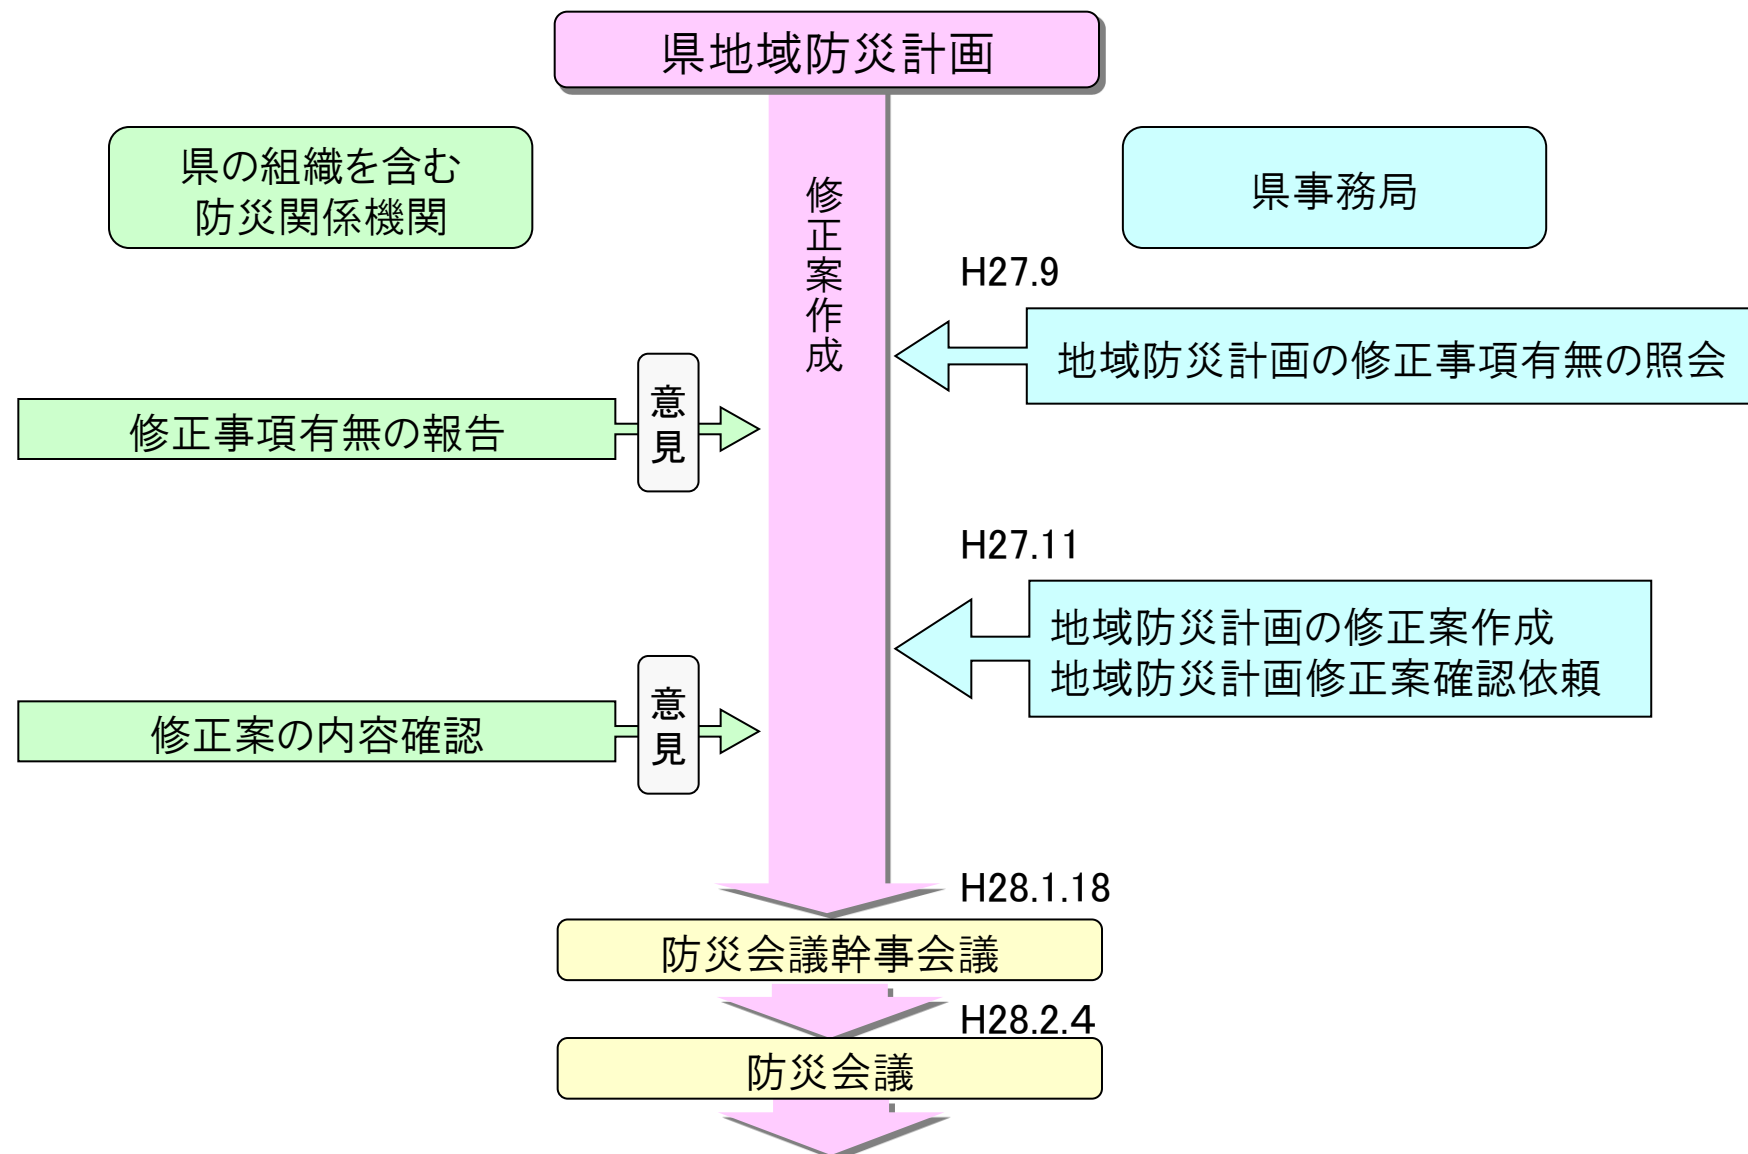 県地域防災計画
県の組織を含む
防災関係機関
県事務局
修正案作成
H27.9
地域防災計画の修正事項有無の照会
意見
修正事項有無の報告
H27.11
地域防災計画の修正案作成
地域防災計画修正案確認依頼
意見
修正案の内容確認
H28.1.18
防災会議幹事会議
H28.2.4
防災会議